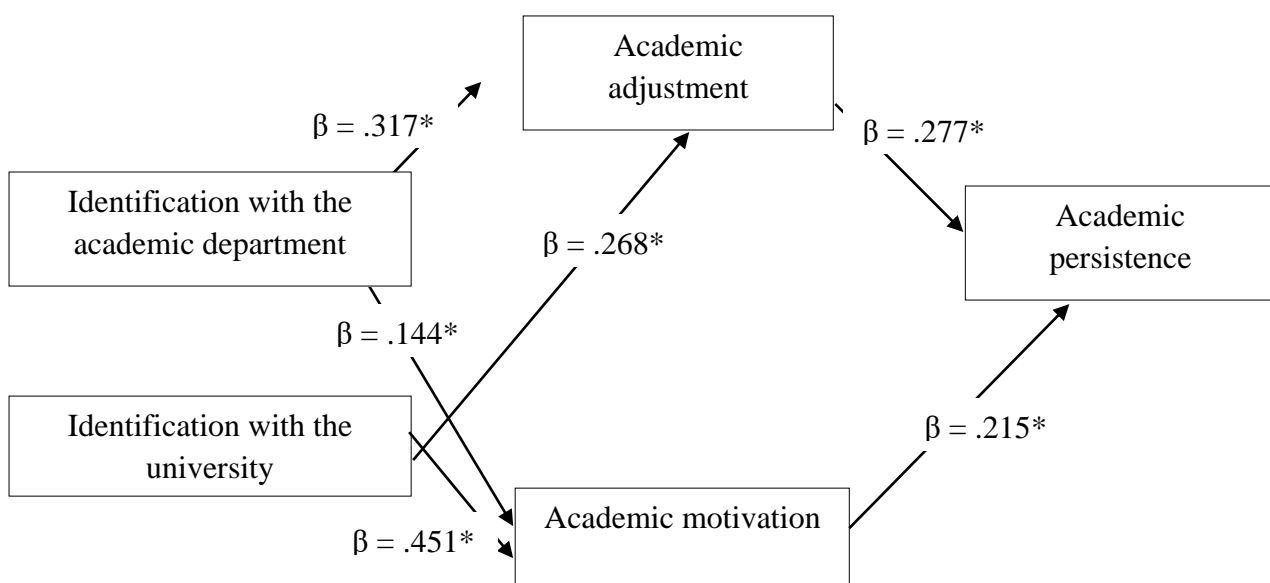 Academic
adjustment
β = .317*
β = .277*
Identification with the
academic department
Academic
persistence
β = .268*
β = .144*
Identification with the
university
β = .215*
Academic motivation
β = .451*